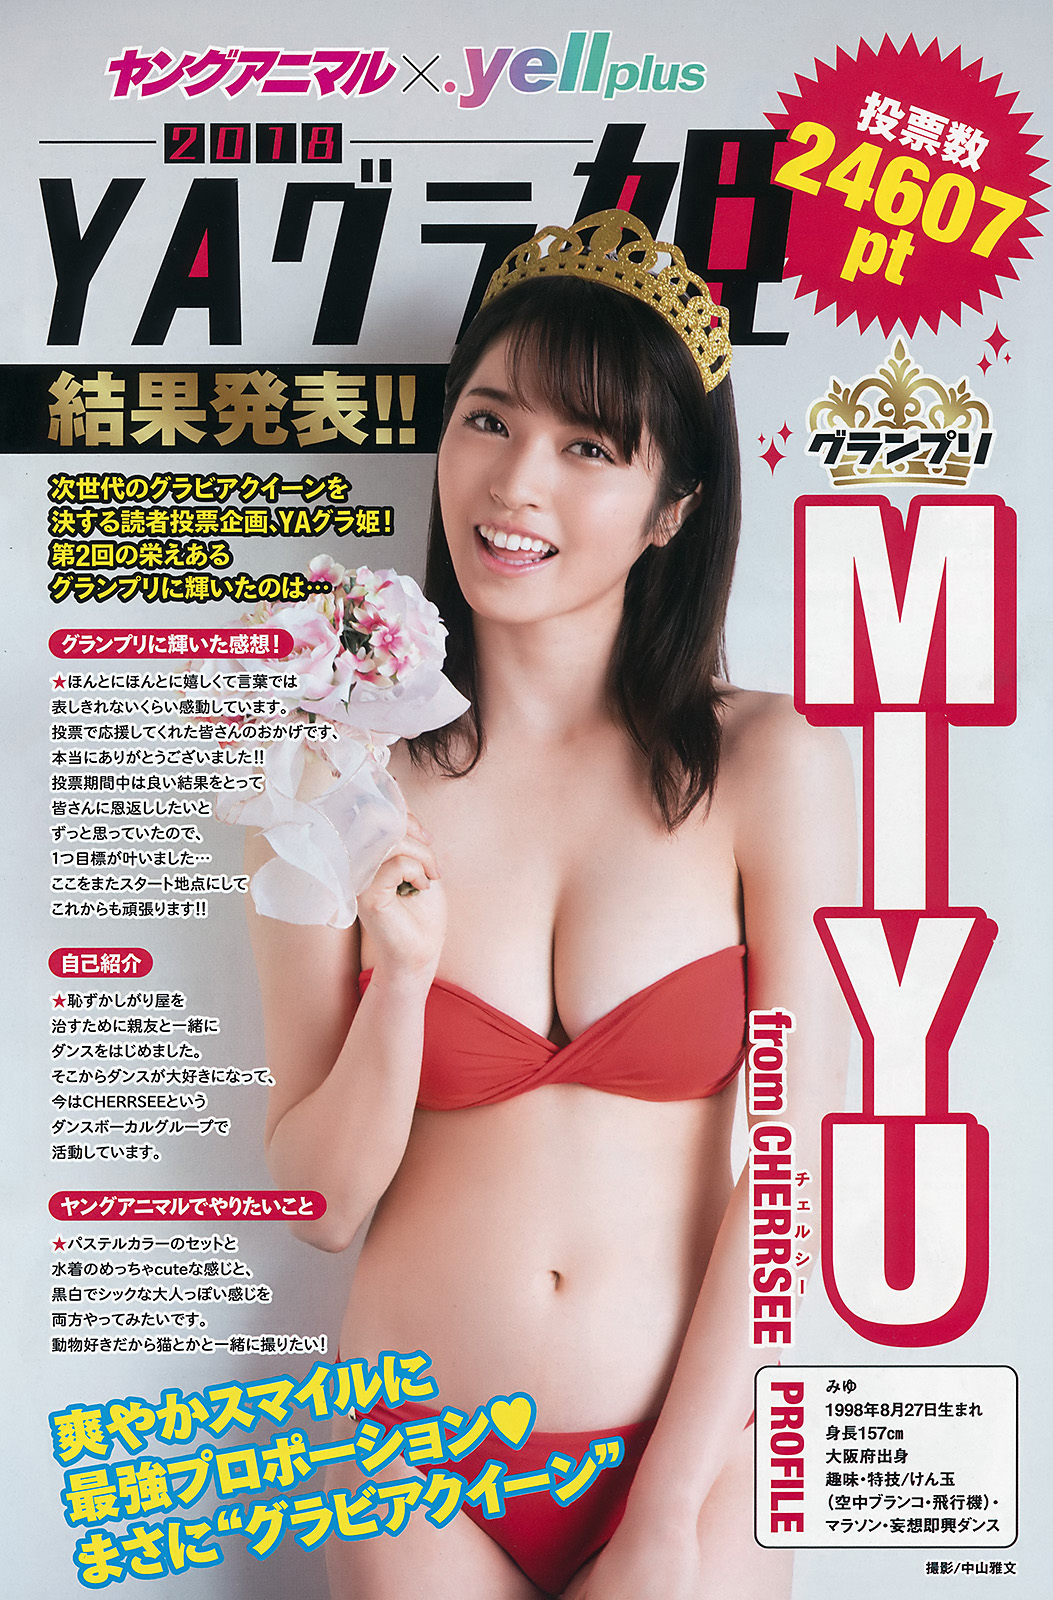 ヤングアニマル×.yellplus
2018
YAグラ姫
投票数
24607
pt
結果発表!!
次世代のグラビアクイーンを
決する読者投票企画、YAグラ姫!
第2回の栄えある
グランプリに輝いたのは…
グランプリに輝いた感想!
★ほんとにほんとに嬉しくて言葉では
表しきれないくらい感動しています。
投票で応援してくれた皆さんのおかげです、
本当にありがとうございました!!
投票期間中は良い結果をとって
皆さんに恩返ししたいと
ずっと思っていたので、
1つ目標が叶いました…
ここをまたスタート地点にして
これからも頑張ります!!
自己紹介
★恥ずかしがり屋を
治すために親友と一緒に
ダンスをはじめました。
そこからダンスが大好きになって、
今はCHERRSEEという
ダンスボーカルグループで
活動しています。
ヤングアニマルでやりたいこと
★パステルカラーのセットと
水着のめっちゃcuteな感じと、
黒白でシックな大人っぽい感じを
両方やってみたいです。
動物好きだから猫とかと一緒に撮りたい!
爽やかスマイルに
最強プロポーション♥
まさに“グラビアクイーン”
グランプリ
MIYU
from CHERRSEE
チェルシー
PROFILE
みゆ
1998年8月27日生まれ
身長157㎝
大阪府出身
趣味・特技/けん玉
(空中ブランコ・飛行機)・
マラソン・妄想即興ダンス
撮影/中山雅文